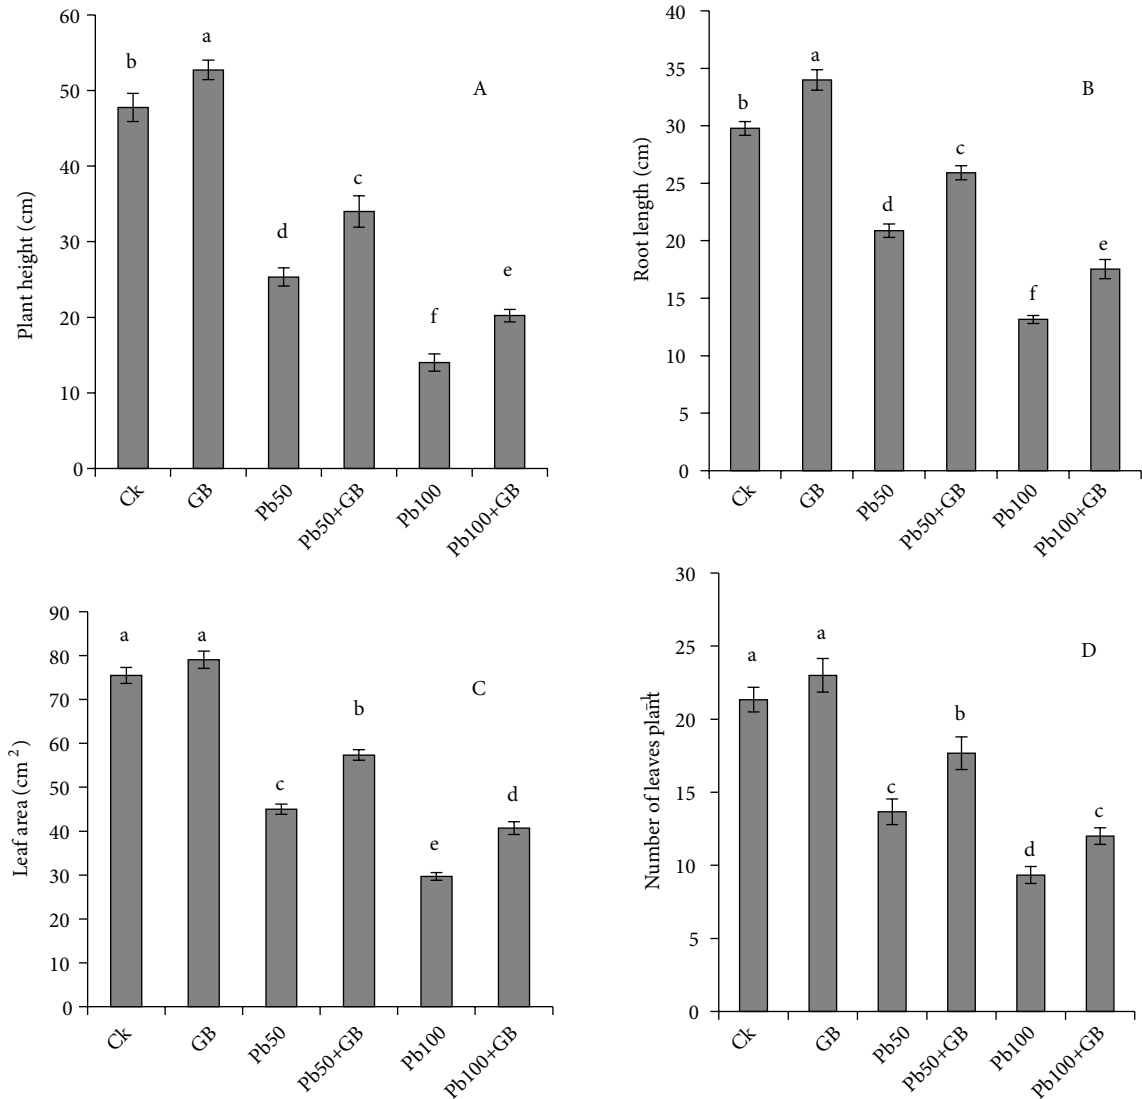 60
50
40
30
20
10
0
Plant height (cm)
b
a
d
c
f
e
A
Ck
GB
Pb50
Pb50+GB
Pb100
Pb100+GB
40
35
30
25
20
15
10
5
0
Root length (cm)
b
a
d
c
f
e
B
Ck
GB
Pb50
Pb50+GB
Pb100
Pb100+GB
90
80
70
60
50
40
30
20
10
0
Leaf area (cm 2)
a
a
c
b
e
d
C
Ck
GB
Pb50
Pb50+GB
Pb100
Pb100+GB
30
25
20
15
10
5
0
Number of leaves plant-1
a
a
c
b
d
c
D
Ck
GB
Pb50
Pb50+GB
Pb100
Pb100+GB